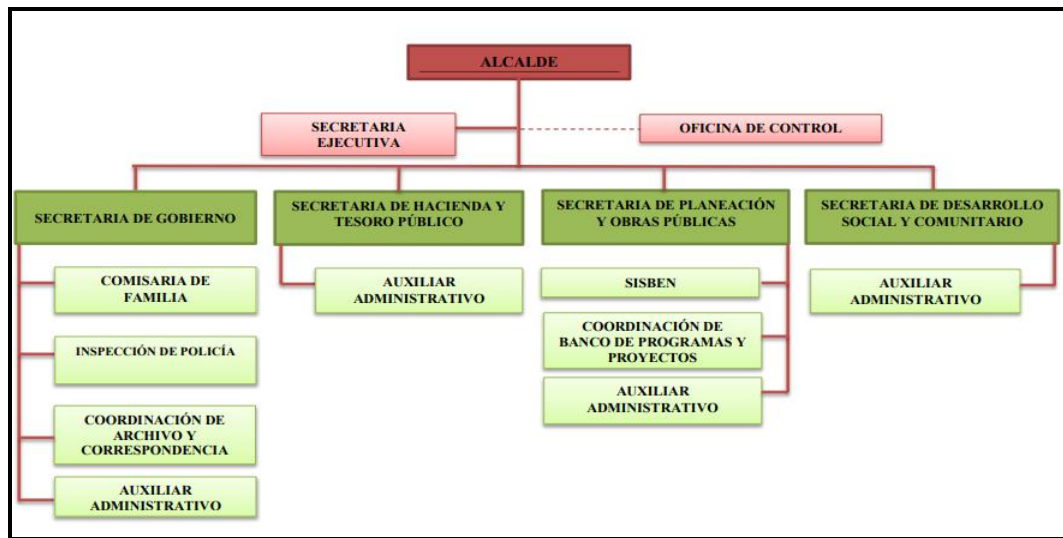 ALCALDE
SECRETARIA
EJECUTIVA
OFICINA DE CONTROL
SECRETARIA DE GOBIERNO
SECRETARIA DE HACIENDA Y
TESORO PÚBLICO
SECRETARIA DE PLANEACIÓN
Y OBRAS PÚBLICAS
SECRETARIA DE DESARROLLO
SOCIAL Y COMUNITARIO
COMISARIA DE
FAMILIA
INSPECCIÓN DE POLICÍA
COORDINACIÓN DE
ARCHIVO Y
CORRESPONDENCIA
AUXILIAR
ADMINISTRATIVO
AUXILIAR
ADMINISTRATIVO
SISBEN
COORDINACIÓN DE
BANCO DE PROGRAMAS Y
PROYECTOS
AUXILIAR
ADMINISTRATIVO
AUXILIAR
ADMINISTRATIVO